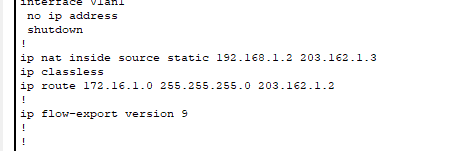 interface Vlan1
no ip address
shutdown
!
ip nat inside source static 192.168.1.2 203.162.1.3
ip classless
ip route 172.16.1.0 255.255.255.0 203.162.1.2
!
ip flow-export version 9
!
!